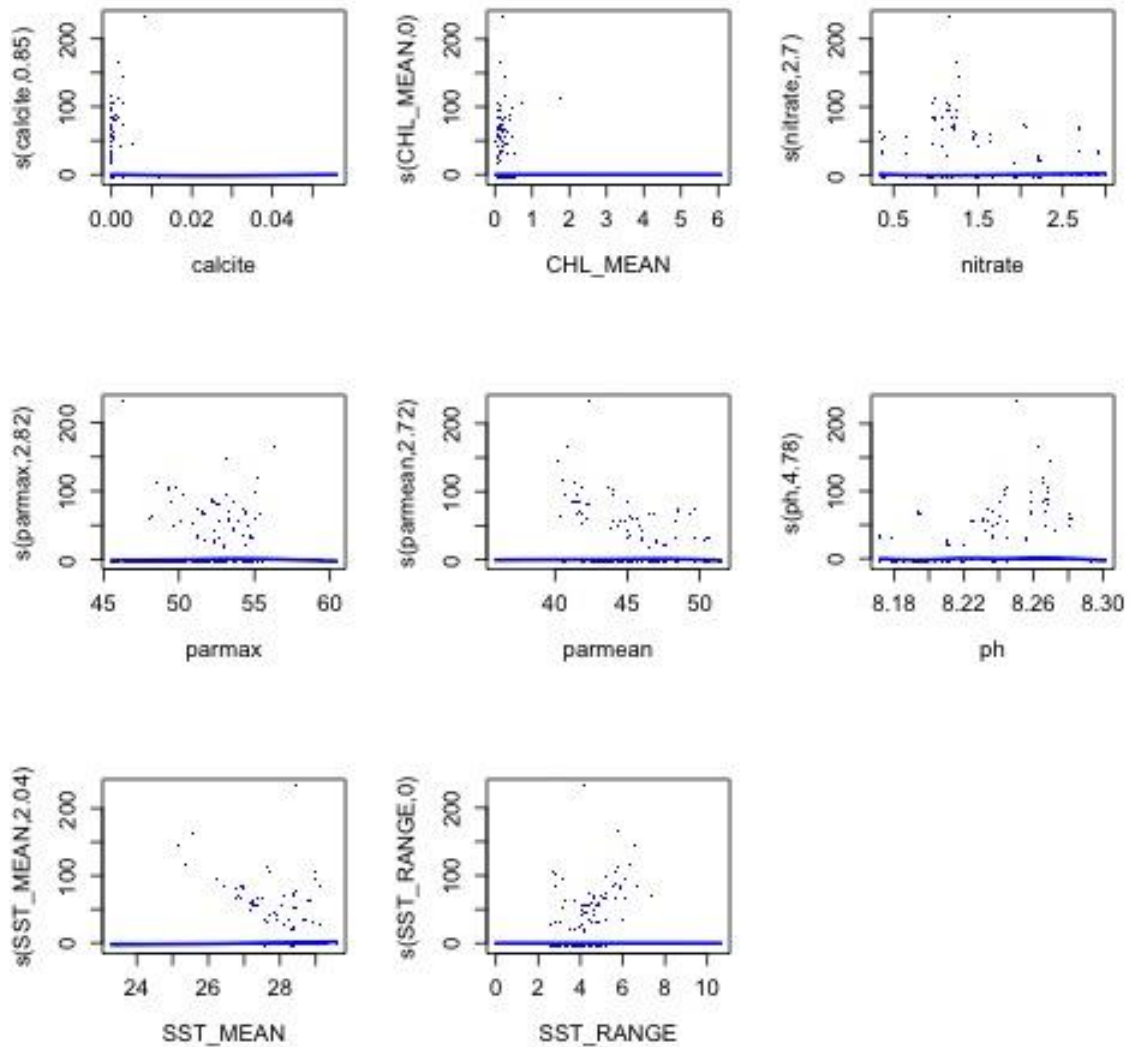 s(calcite,0.85)
200
100
0
0.00 0.02 0.04
calcite
s(CHL_MEAN,0)
200
100
0
0 1 2 3 4 5 6
CHL_MEAN
s(nitrate,2.7)
200
100
0
0.5 1.5 2.5
nitrate
s(parmax,2.82)
200
100
0
45 50 55 60
parmax
s(parmean,2.72)
200
100
0
40 45 50
parmean
s(ph,4.78)
200
100
0
8.18 8.22 8.26 8.30
ph
s(SST_MEAN,2.04)
200
100
0
24 26 28
SST_MEAN
s(SST_RANGE,0)
200
100
0
0 2 4 6 8 10
SST_RANGE